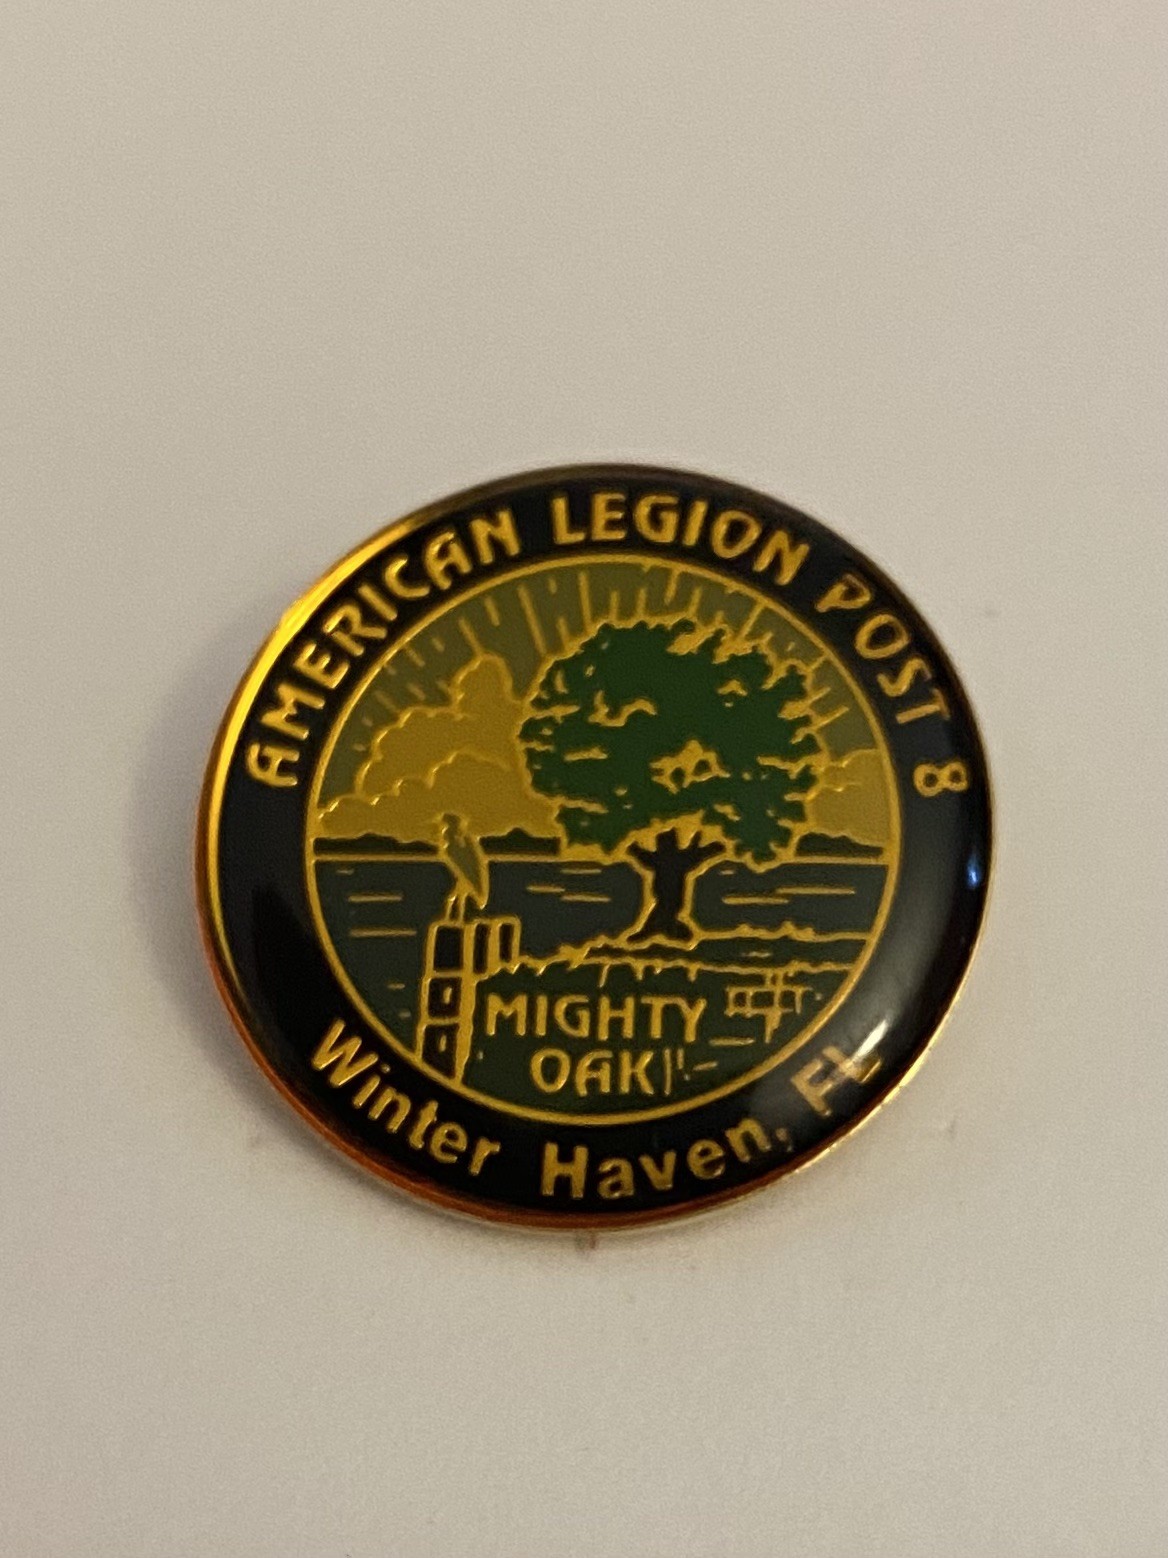 AMERICAN LEGION POST 8
MIGHTY
OAK
Winter Haven, FL